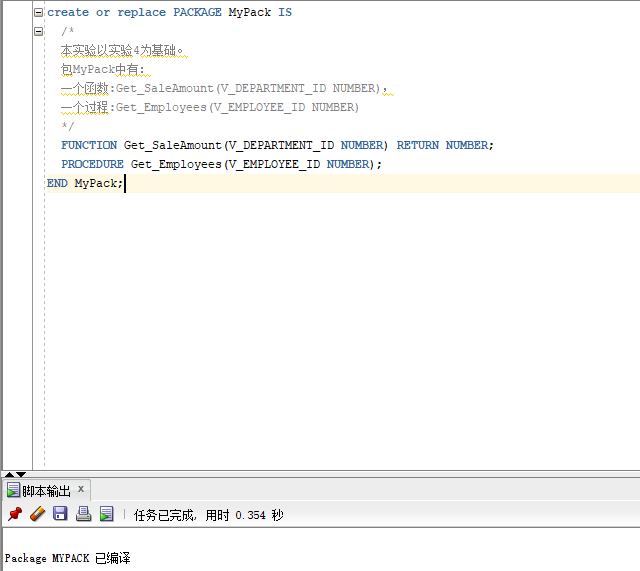 create or replace PACKAGE MyPack IS
/*
本实验以实验4为基础。
包MyPack中有：
一个函数:Get_SaleAmount(V_DEPARTMENT_ID NUMBER)，
一个过程:Get_Employees(V_EMPLOYEE_ID NUMBER)
*/
FUNCTION Get_SaleAmount(V_DEPARTMENT_ID NUMBER) RETURN NUMBER;
PROCEDURE Get_Employees(V_EMPLOYEE_ID NUMBER);
END MyPack;
脚本输出 x
任务已完成, 用时 0.354 秒
Package MYPACK 已编译